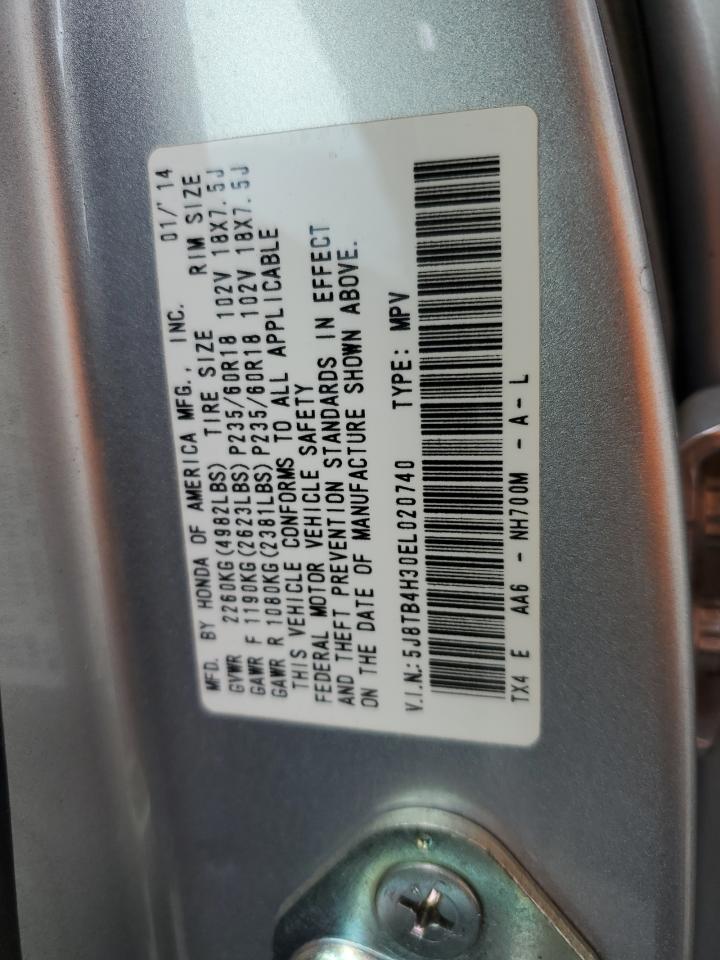 MFD. BY HONDA OF AMERICA MFG., INC. 01/'14
GVWR 2260KG(4982LBS) TIRE SIZE RIM SIZE
GAWR F 1190KG(2623LBS) P235/60R18 102V 18X7.5J
GAWR R 1080KG(2381LBS) P235/60R18 102V 18X7.5J
THIS VEHICLE CONFORMS TO ALL APPLICABLE
FEDERAL MOTOR VEHICLE SAFETY
AND THEFT PREVENTION STANDARDS IN EFFECT
ON THE DATE OF MANUFACTURE SHOWN ABOVE.
V.I.N.: 5J8TB4H30EL020740 TYPE: MPV
TX4 E AA6 - NH700M - A - L